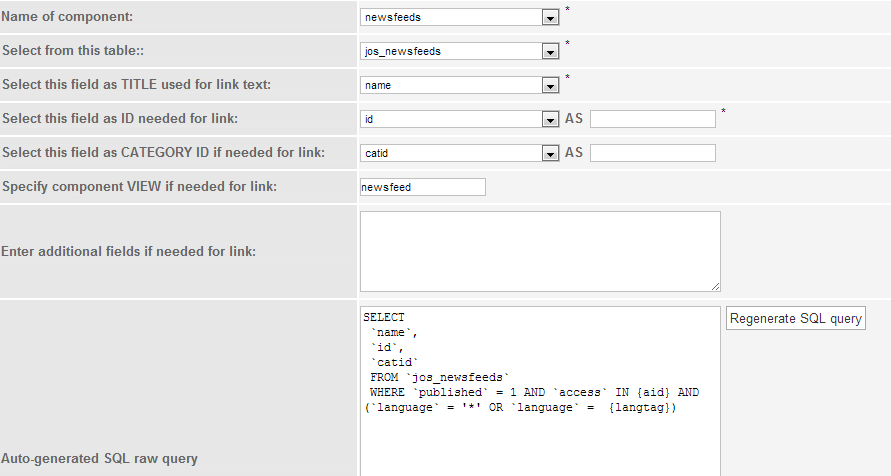 Name of component: newsfeeds *
Select from this table:: jos_newsfeeds *
Select this field as TITLE used for link text: name *
Select this field as ID needed for link: id AS *
Select this field as CATEGORY ID if needed for link: catid AS
Specify component VIEW if needed for link: newsfeed
Enter additional fields if needed for link:
SELECT
`name`,
`id`,
`catid`
FROM `jos_newsfeeds`
WHERE `published` = 1 AND `access` IN {aid} AND
(`language` = '*' OR `language` = {langtag})
Regenerate SQL query
Auto-generated SQL raw query